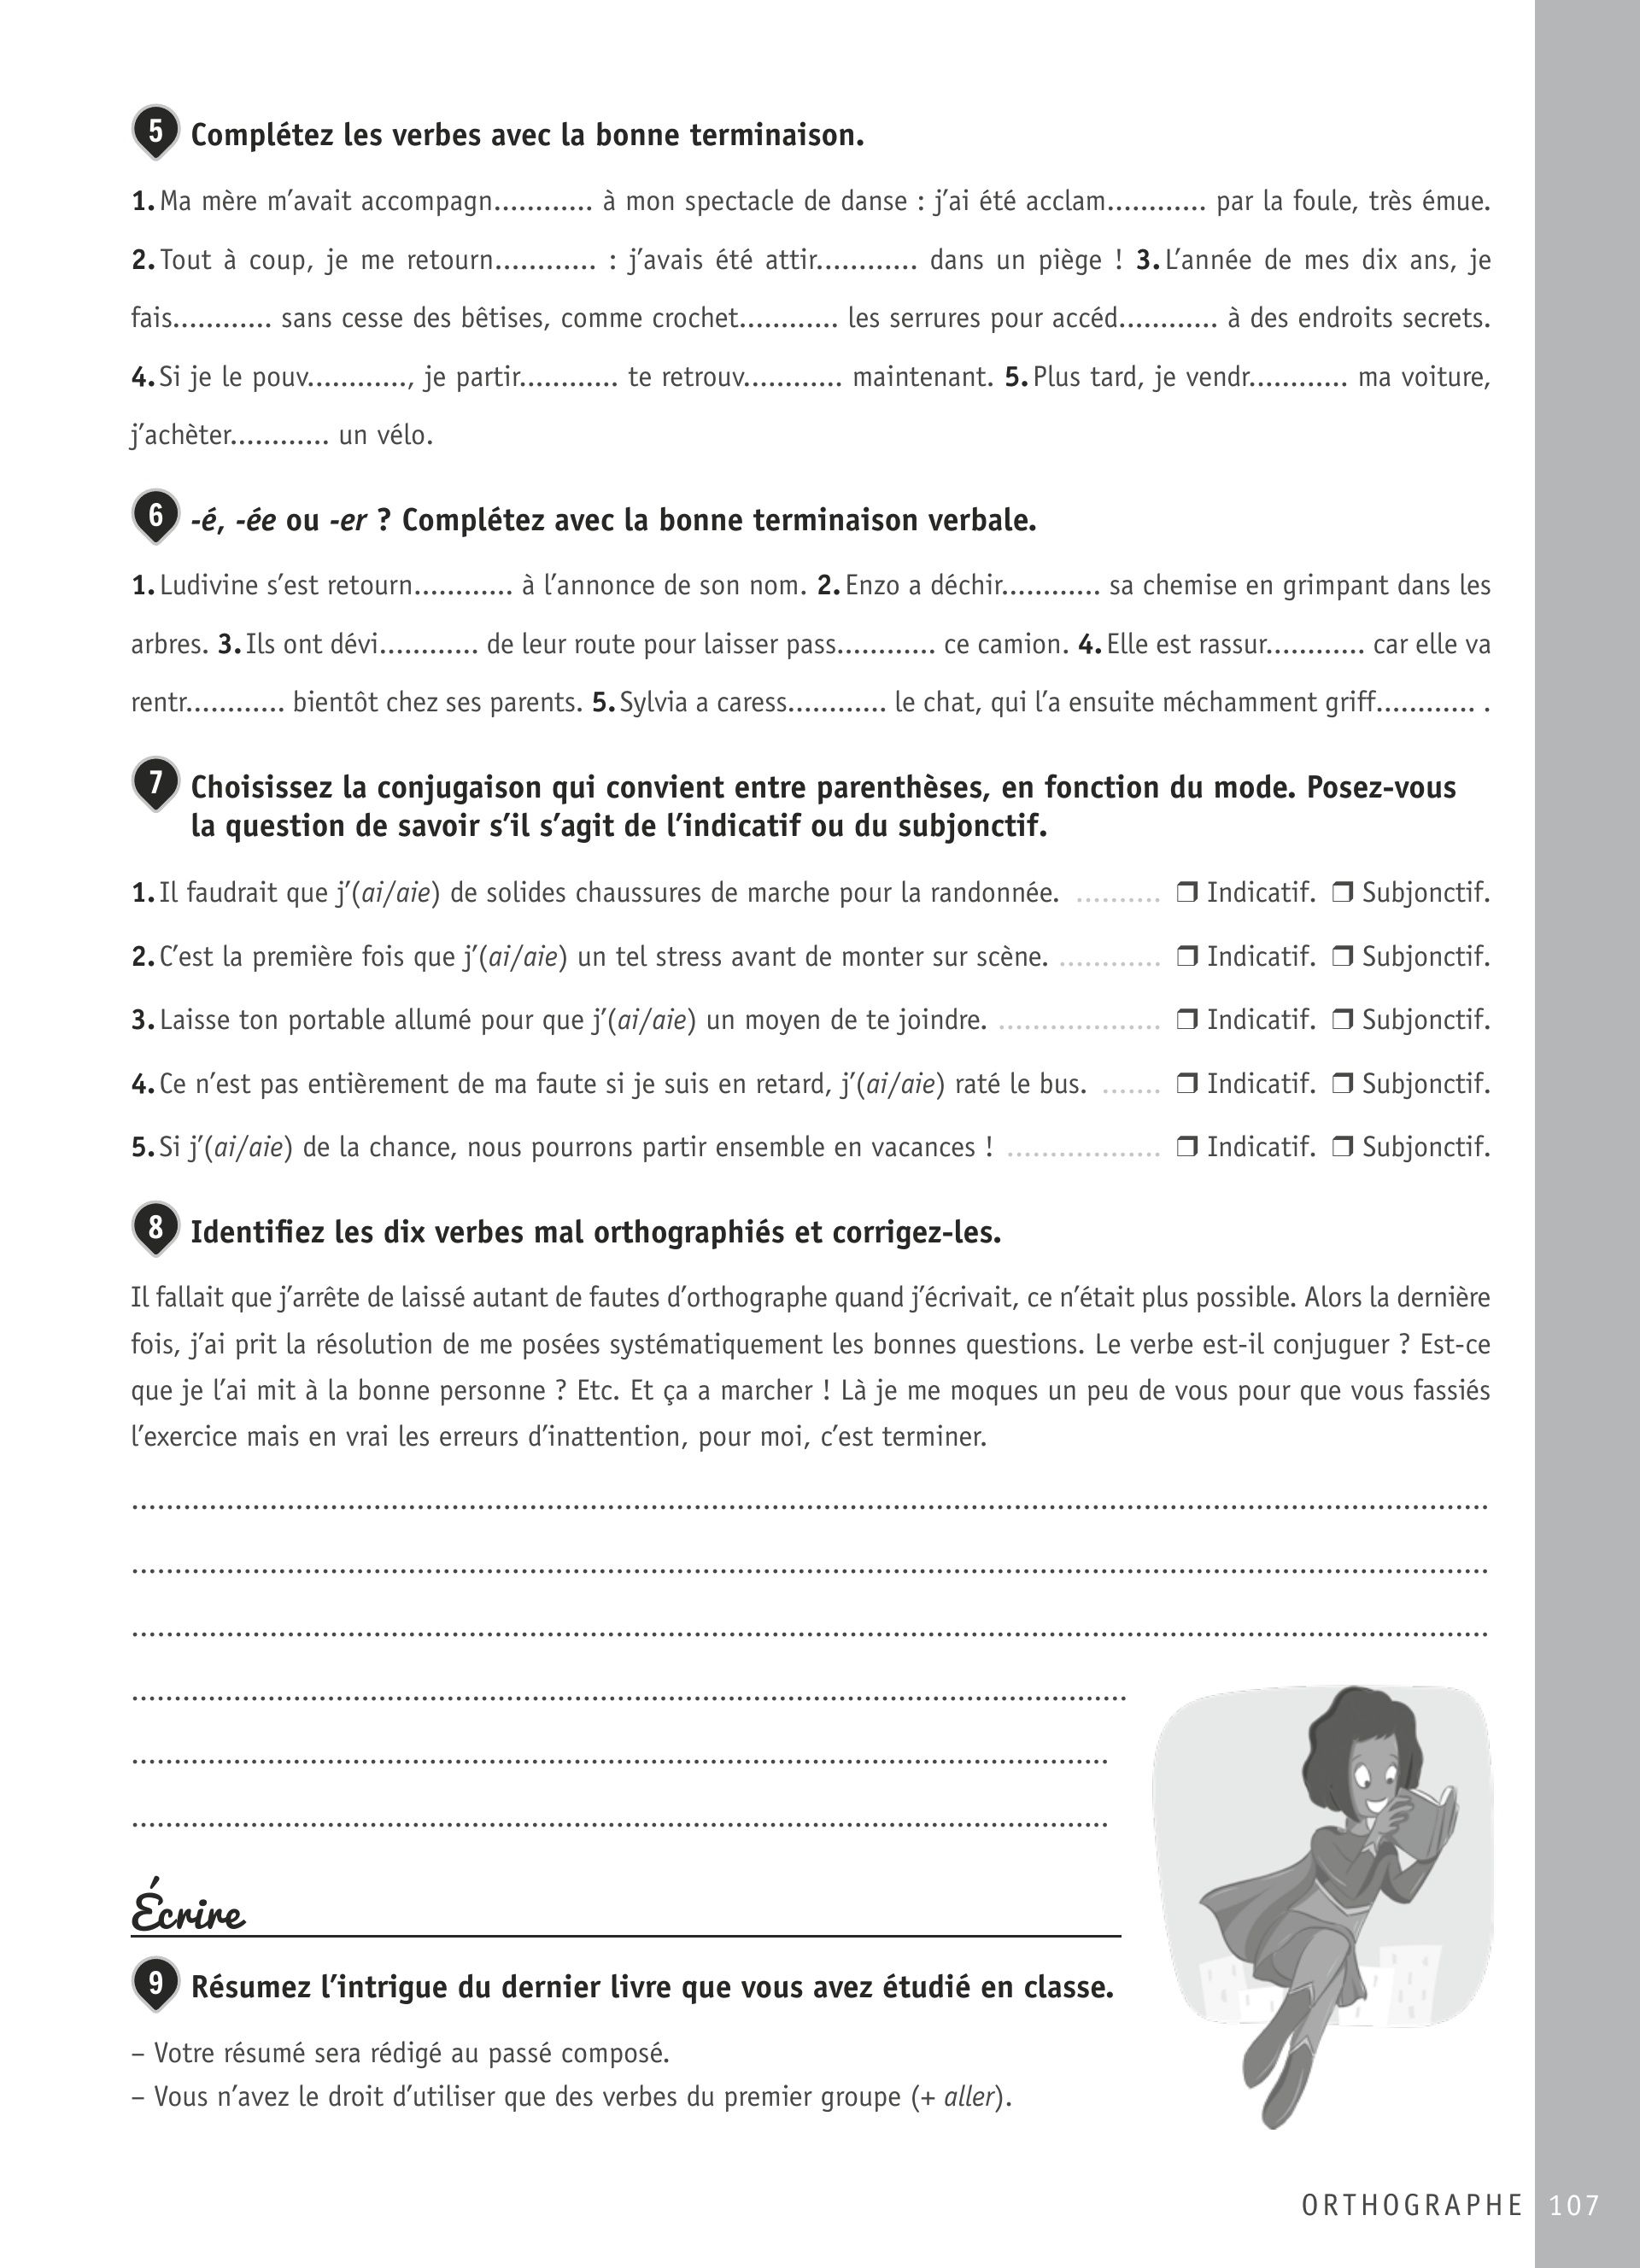 5 Complétez les verbes avec la bonne terminaison.
1. Ma mère m’avait accompagn............ à mon spectacle de danse : j’ai été acclam............ par la foule, très émue.
2. Tout à coup, je me retourn............ : j’avais été attir............ dans un piège ! 3. L’année de mes dix ans, je
fais............ sans cesse des bêtises, comme crochet............ les serrures pour accéd............ à des endroits secrets.
4. Si je le pouv............, je partir............ te retrouv............ maintenant. 5. Plus tard, je vendr............ ma voiture,
j’achèter............ un vélo.
6 -é, -ée ou -er ? Complétez avec la bonne terminaison verbale.
1. Ludivine s’est retourn............ à l’annonce de son nom. 2. Enzo a déchir............ sa chemise en grimpant dans les
arbres. 3. Ils ont dévi............ de leur route pour laisser pass............ ce camion. 4. Elle est rassur............ car elle va
rentr............ bientôt chez ses parents. 5. Sylvia a caress............ le chat, qui l’a ensuite méchamment griff............ .
7 Choisissez la conjugaison qui convient entre parenthèses, en fonction du mode. Posez-vous
la question de savoir s’il s’agit de l’indicatif ou du subjonctif.
1. Il faudrait que j’(ai/aie) de solides chaussures de marche pour la randonnée. .......... ❒ Indicatif. ❒ Subjonctif.
2. C’est la première fois que j’(ai/aie) un tel stress avant de monter sur scène. ............ ❒ Indicatif. ❒ Subjonctif.
3. Laisse ton portable allumé pour que j’(ai/aie) un moyen de te joindre. ................... ❒ Indicatif. ❒ Subjonctif.
4. Ce n’est pas entièrement de ma faute si je suis en retard, j’(ai/aie) raté le bus. ....... ❒ Indicatif. ❒ Subjonctif.
5. Si j’(ai/aie) de la chance, nous pourrons partir ensemble en vacances ! .................. ❒ Indicatif. ❒ Subjonctif.
8 Identifiez les dix verbes mal orthographiés et corrigez-les.
Il fallait que j’arrête de laissé autant de fautes d’orthographe quand j’écrivait, ce n’était plus possible. Alors la dernière
fois, j’ai prit la résolution de me posées systématiquement les bonnes questions. Le verbe est-il conjuguer ? Est-ce
que je l’ai mit à la bonne personne ? Etc. Et ça a marcher ! Là je me moques un peu de vous pour que vous fassiés
l’exercice mais en vrai les erreurs d’inattention, pour moi, c’est terminer.
Écrire
9 Résumez l’intrigue du dernier livre que vous avez étudié en classe.
– Votre résumé sera rédigé au passé composé.
– Vous n’avez le droit d’utiliser que des verbes du premier groupe (+ aller).
ORTHOGRAPHE 107